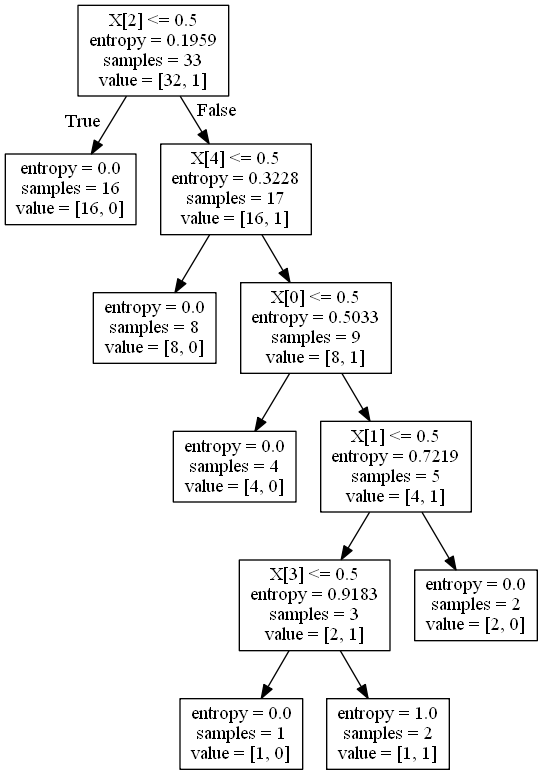 X[2] <= 0.5
entropy = 0.1959
samples = 33
value = [32, 1]
True
False
entropy = 0.0
samples = 16
value = [16, 0]
X[4] <= 0.5
entropy = 0.3228
samples = 17
value = [16, 1]
entropy = 0.0
samples = 8
value = [8, 0]
X[0] <= 0.5
entropy = 0.5033
samples = 9
value = [8, 1]
entropy = 0.0
samples = 4
value = [4, 0]
X[1] <= 0.5
entropy = 0.7219
samples = 5
value = [4, 1]
X[3] <= 0.5
entropy = 0.9183
samples = 3
value = [2, 1]
entropy = 0.0
samples = 2
value = [2, 0]
entropy = 0.0
samples = 1
value = [1, 0]
entropy = 1.0
samples = 2
value = [1, 1]